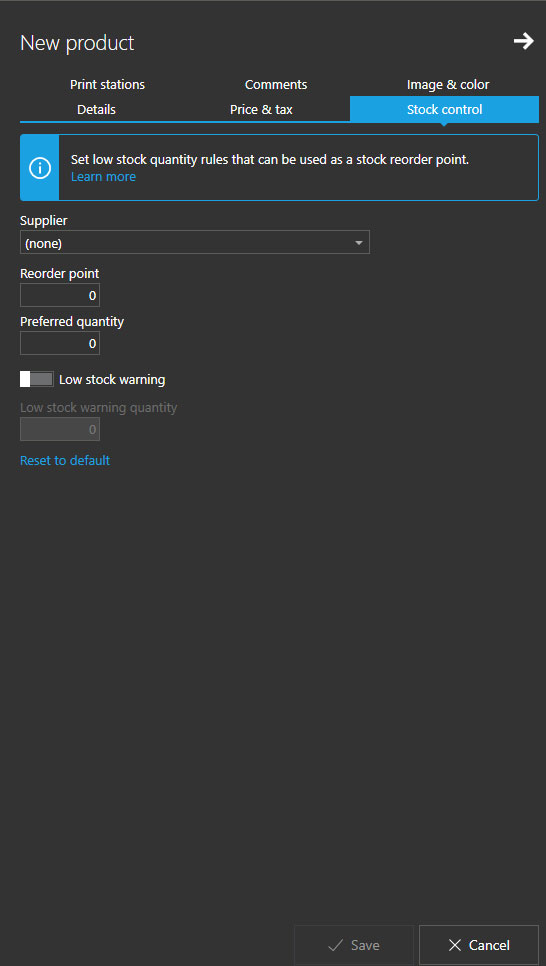 New product
Print stations Comments Image & color
Details Price & tax Stock control
Set low stock quantity rules that can be used as a stock reorder point.
Learn more
Supplier
(none)
Reorder point
0
Preferred quantity
0
Low stock warning
Low stock warning quantity
0
Reset to default
Save Cancel